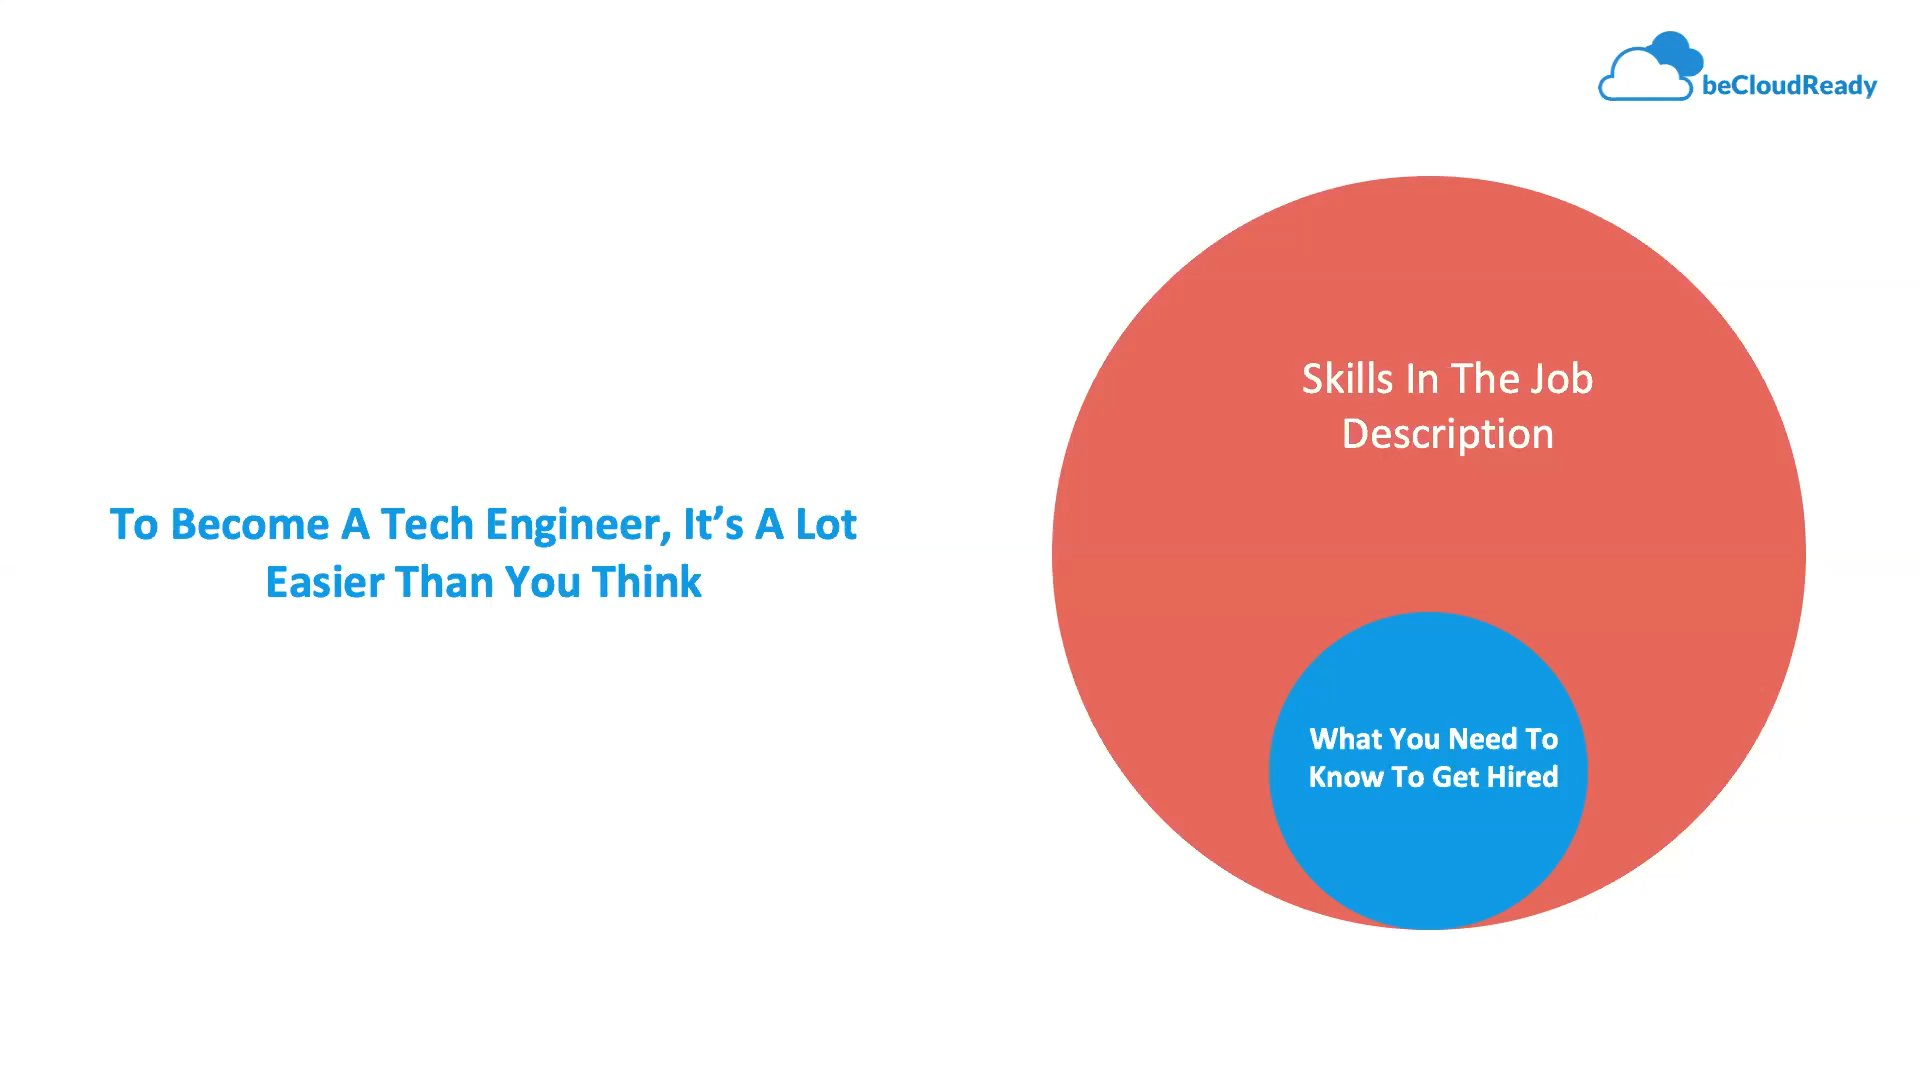 beCloudReady
Skills In The Job
Description
To Become A Tech Engineer, It’s A Lot
Easier Than You Think
What You Need To
Know To Get Hired